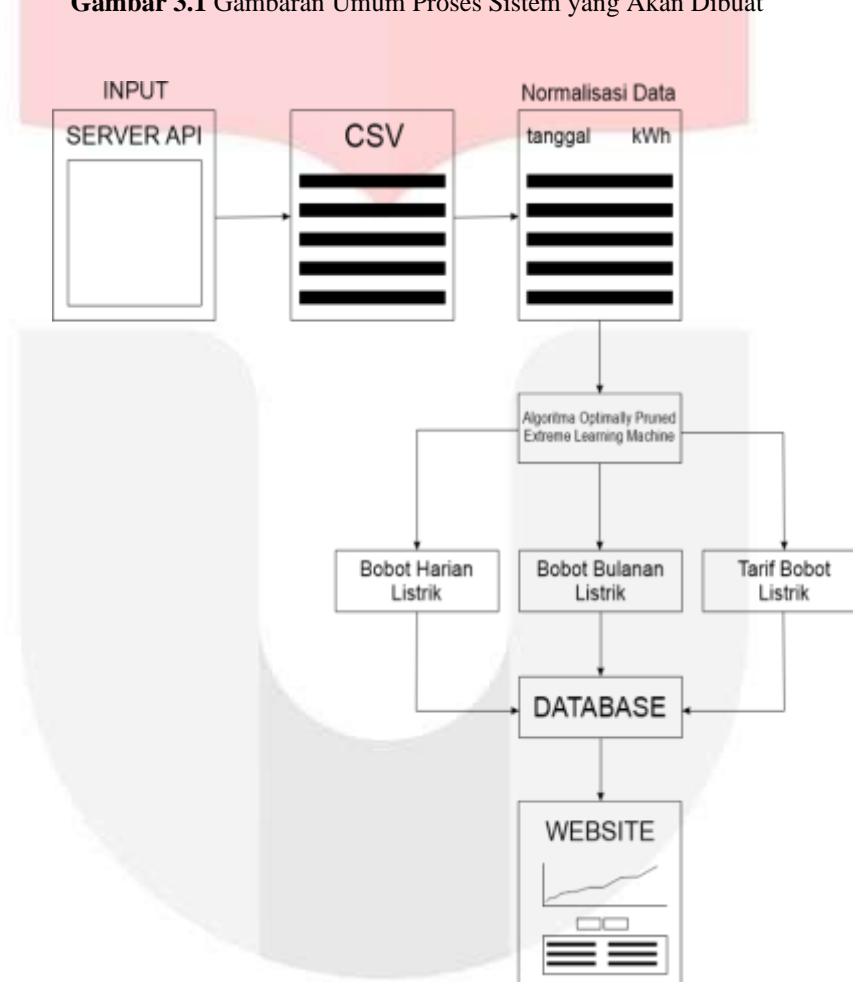 Gambar 3.1 Gambaran Umum Proses Sistem yang Akan Dibuat
INPUT
SERVER API
CSV
Normalisasi Data
tanggal kWh
Algoritma Optimally Pruned
Extreme Learning Machine
Bobot Harian
Listrik
Bobot Bulanan
Listrik
Tarif Bobot
Listrik
DATABASE
WEBSITE